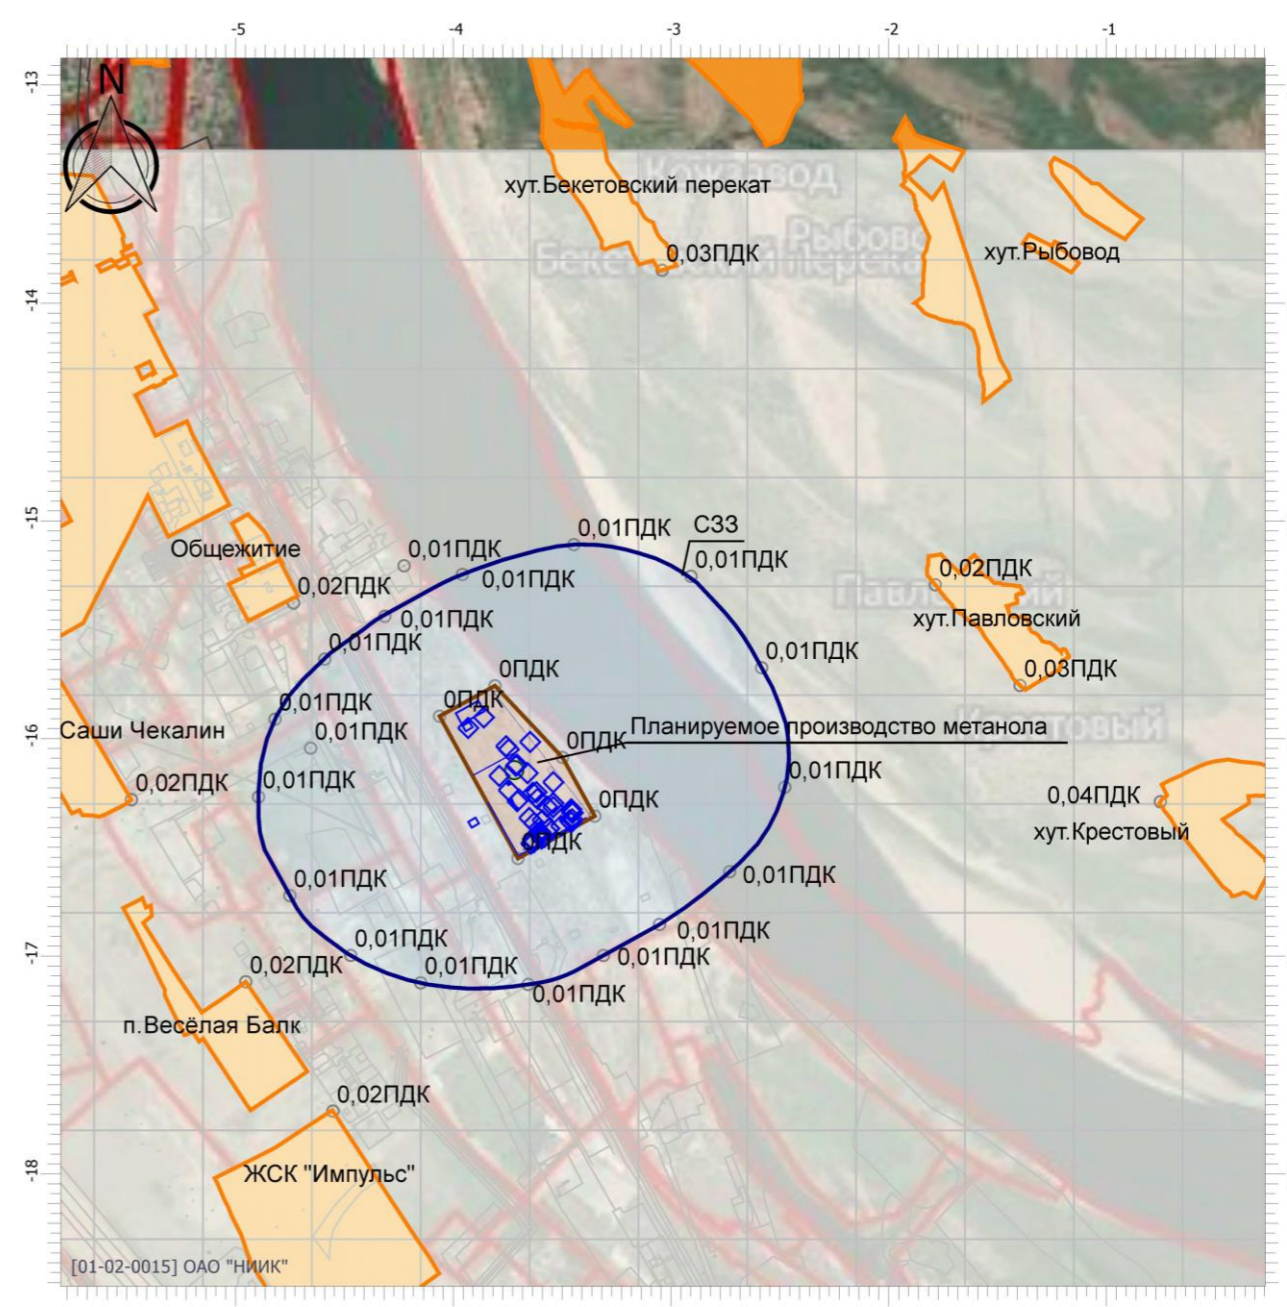 -5
-4
-3
-2
-1
-13
N
Кожзавод
хут.Бекетовский перекат
Рыбово
хут.Рыбовод
0,03ПДК
-14
-15
0,01ПДК
СЗЗ
Общежитие
0,01ПДК
0,01ПДК
0,02ПДК
0,01ПДК
0,02ПДК
0,01ПДК
хут.Павловский
0,01ПДК
0,01ПДК
0ПДК
0,03ПДК
0,01ПДК
0ПДК
Саши Чекалин
0,01ПДК
Планируемое производство метанола
-16
0ПДК
0,02ПДК
0,01ПДК
0,01ПДК
0ПДК
0,04ПДК
хут.Крестовый
0ПДК
0,01ПДК
0,01ПДК
-17
0,01ПДК
0,01ПДК
0,02ПДК
0,01ПДК
0,01ПДК
0,01ПДК
п.Весёлая Балк
0,02ПДК
-18
ЖСК "Импульс"
[01-02-0015] ОАО "НИИК"